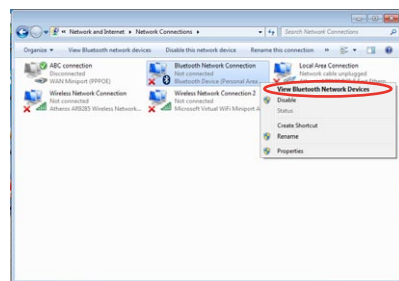 « Network and Internet ▸ Network Connections ▸
Search Network Connections
Organize
View Bluetooth network devices
Disable this network device
Rename this connection
»
ABC connection
Disconnected
WAN Miniport (PPPOE)
Bluetooth Network Connection
Not connected
Bluetooth Device (Personal Area
Local Area Connection
Network cable unplugged
Wireless Network Connection
Not connected
Atheros AR9285 Wireless Network...
Wireless Network Connection 2
Not connected
Microsoft Virtual WiFi Miniport A
View Bluetooth Network Devices
Disable
Status
Create Shortcut
Rename
Properties